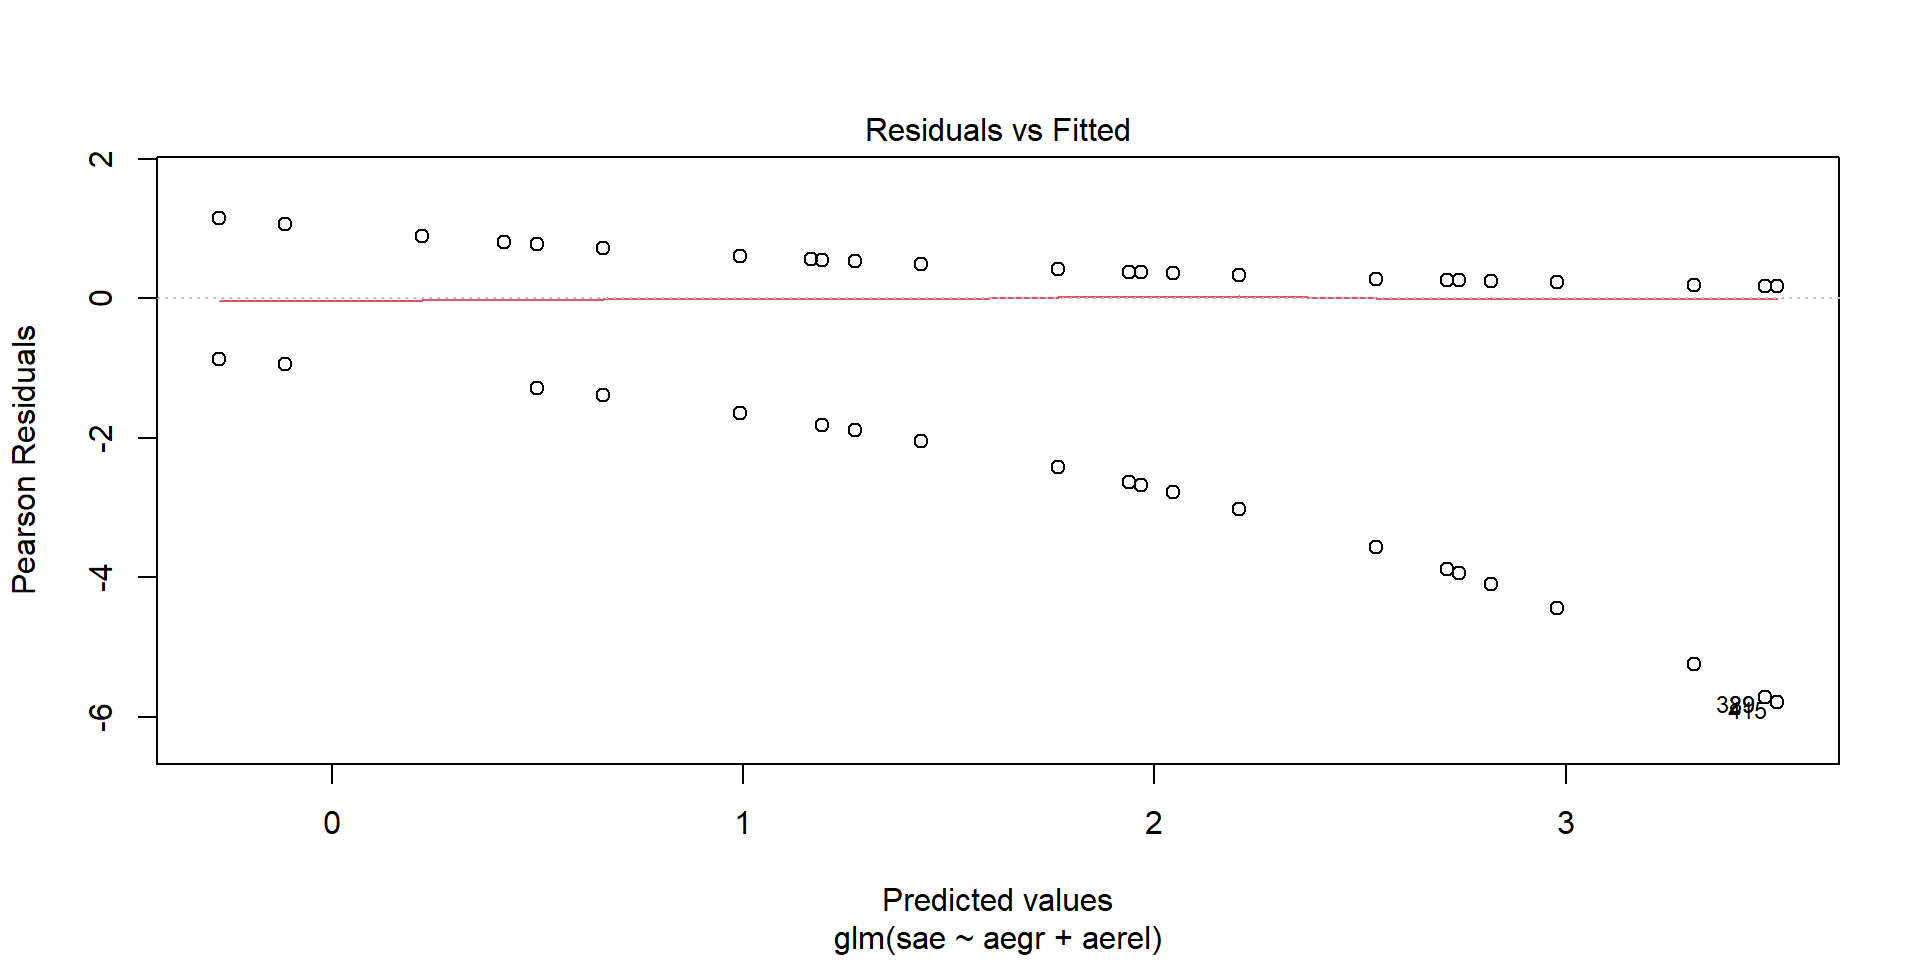 Residuals vs Fitted
Pearson Residuals
2
0
-2
-4
-6
415
0
1
2
3
Predicted values
glm(sae ~ aegr + aerel)